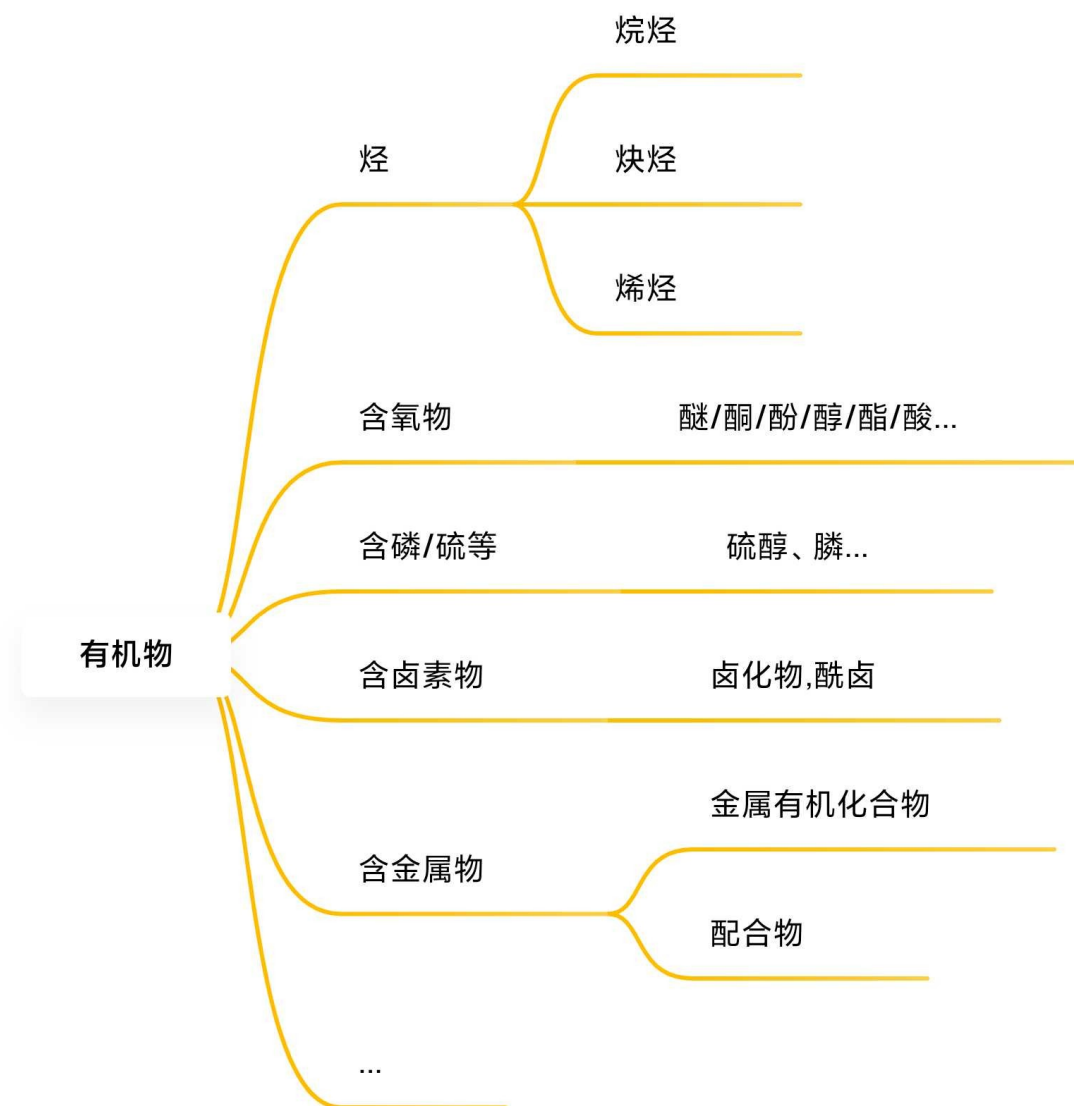 烷烃
烃
炔烃
烯烃
含氧物
醚/酮/酚/醇/酯/酸...
含磷/硫等
硫醇、膦...
有机物
含卤素物
卤化物,酰卤
金属有机化合物
含金属物
配合物
...